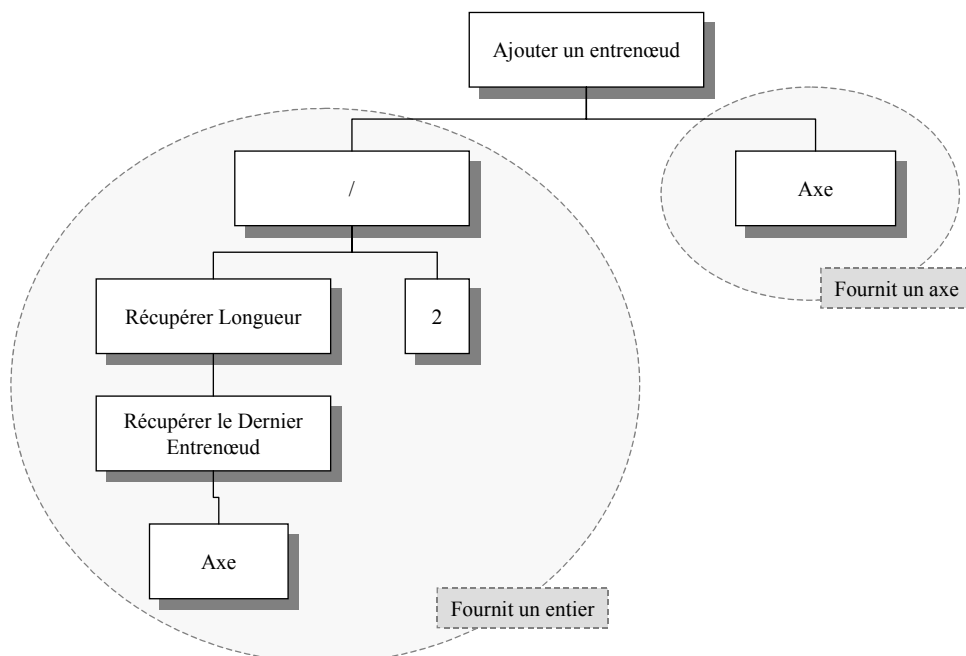 Ajouter un entrenœud
/
Axe
Fournit un axe
Récupérer Longueur
2
Récupérer le Dernier
Entrenœud
Axe
Fournit un entier